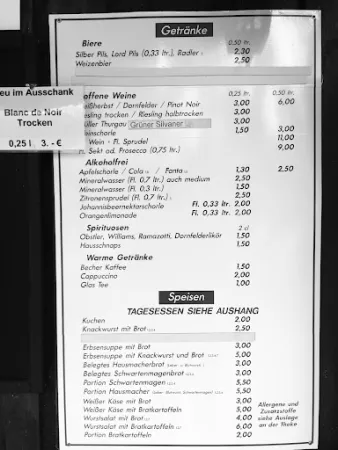 Getränke
Biere 0,50 ltr.
Silber Pils, Lord Pils (0,33 ltr.), Radler 2,30
Weizenbier 2,50
eu im Ausschank
Blanc de Noir
Trocken
0,25 l 3.- €
offene Weine 0,25 ltr. 0,50 ltr.
eißherbst / Dornfelder / Pinot Noir 3,00 6,00
iesling trocken / Riesling halbtrocken 3,00
üller Thurgau Grüner Silvaner 3,00
einschorle 1,50 3,00
Wein - Fl. Sprudel 11,00
Fl. Sekt od. Prosecco (0,75 ltr.) 9,00
Alkoholfrei
Apfelschorle / Cola / Fanta 1,30 2,50
Mineralwasser (Fl. 0,7 ltr.) auch medium 2,50
Mineralwasser (Fl. 0,3 ltr.) 1,50
Zitronensprudel (Fl. 0,7 ltr.) 2,50
Johannisbeernektarschorle Fl. 0,33 ltr. 2,00
Orangenlimonade Fl. 0,33 ltr. 2,00
Spirituosen 2 cl
Obstler, Williams, Ramazotti, Dornfelderlikör 1,50
Hausschnaps 1,50
Warme Getränke
Becher Kaffee 1,50
Cappuccino 2,00
Glas Tee 1,00
Speisen
TAGESESSEN SIEHE AUSHANG
Kuchen 2,00
Knackwurst mit Brot 2,50
Erbsensuppe mit Brot 3,00
Erbsensuppe mit Knackwurst und Brot 5,00
Belegtes Hausmacherbrot 2,00
Belegtes Schwartenmagenbrot 3,00
Portion Schwartenmagen 5,50
Portion Hausmacher 5,50
Weißer Käse mit Brot 3,00
Weißer Käse mit Bratkartoffeln 5,00
Wurstsalat mit Brot 4,00
Wurstsalat mit Bratkartoffeln 6,00
Portion Bratkartoffeln 2,00
Allergene und
Zusatzstoffe
siehe Auslage
an der Theke